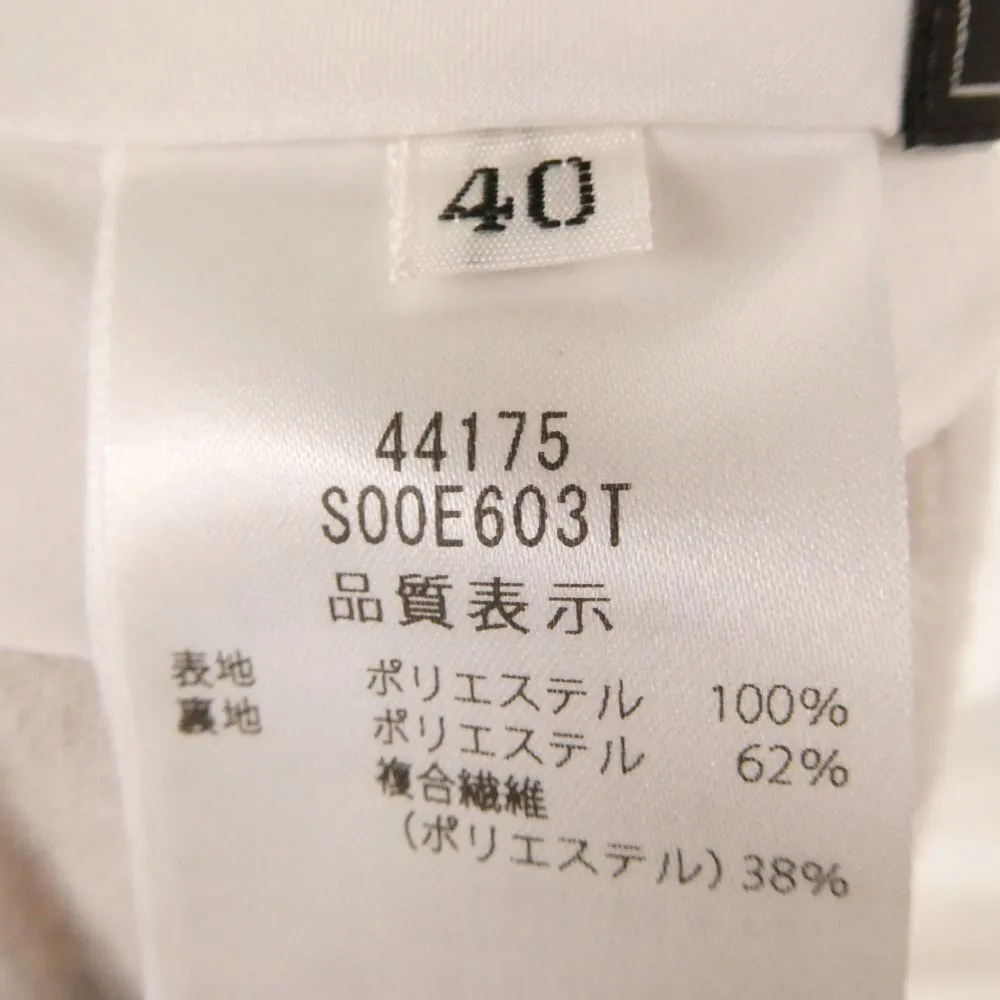 40
44175
S00E603T
品質表示
表地 ポリエステル 100%
裏地 ポリエステル 62%
複合繊維
(ポリエステル) 38%